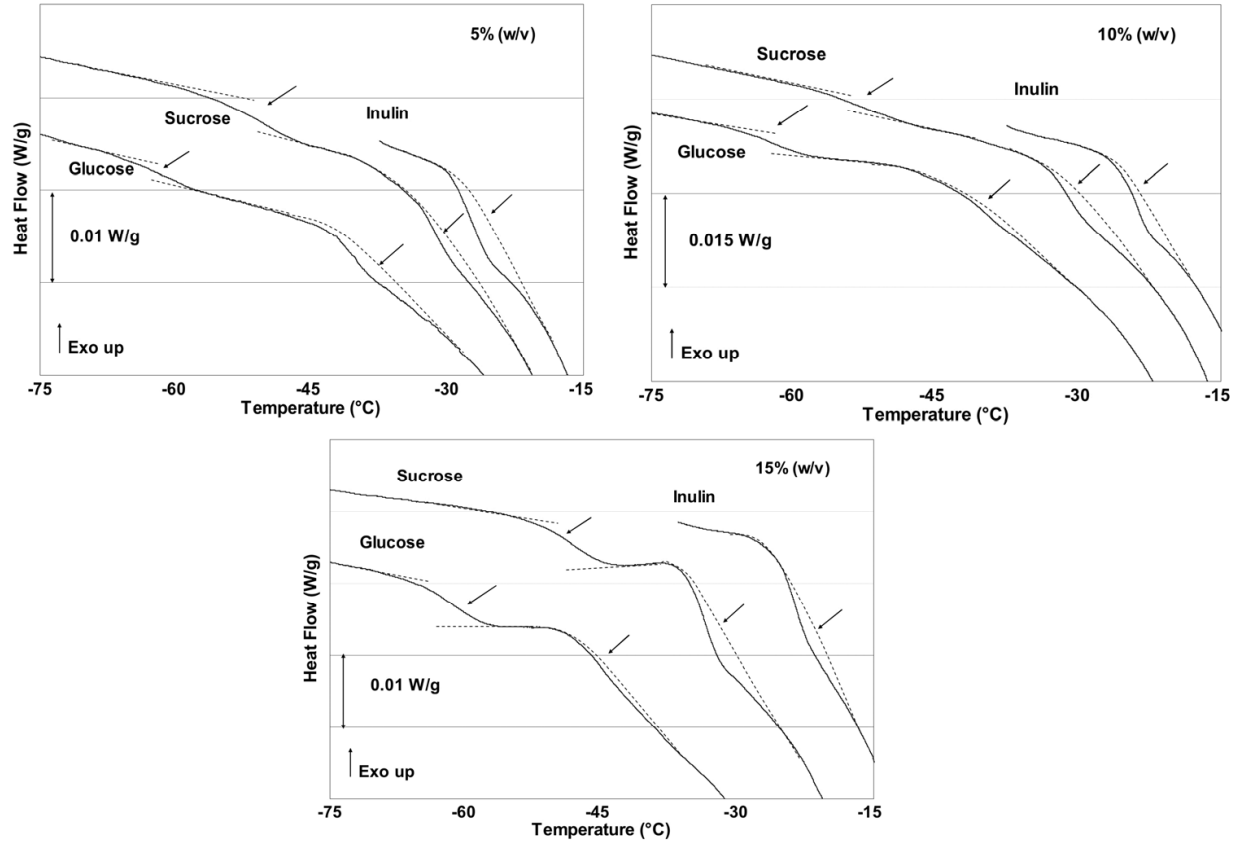 5% (w/v)
Sucrose
Inulin
Glucose
0.01 W/g
Exo up
Heat Flow (W/g)
-75
-60
-45
-30
-15
Temperature (°C)
10% (w/v)
Sucrose
Inulin
Glucose
0.015 W/g
Exo up
Heat Flow (W/g)
-75
-60
-45
-30
-15
Temperature (°C)
15% (w/v)
Sucrose
Inulin
Glucose
0.01 W/g
Exo up
Heat Flow (W/g)
-75
-60
-45
-30
-15
Temperature (°C)